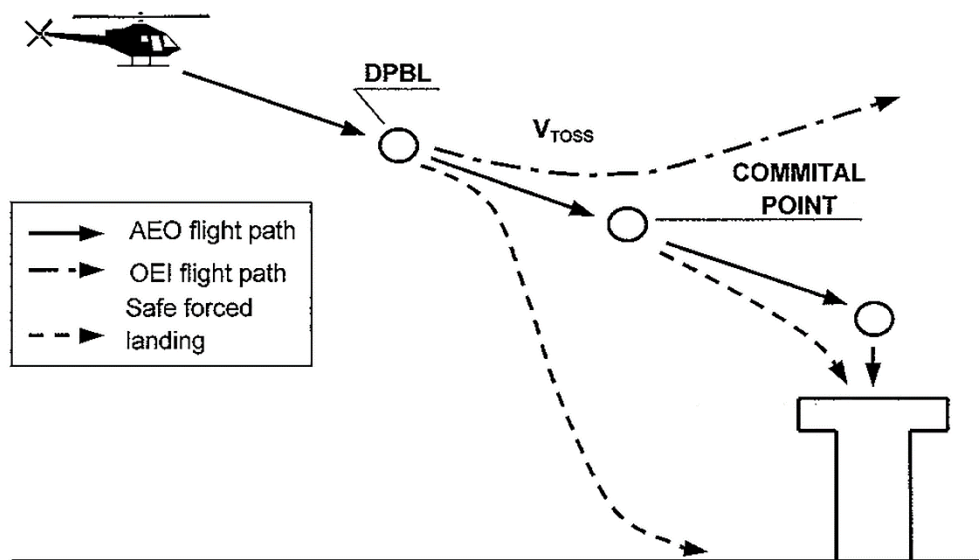 DPBL
VTOSS
COMMITAL
POINT
AEO flight path
OEI flight path
Safe forced
landing